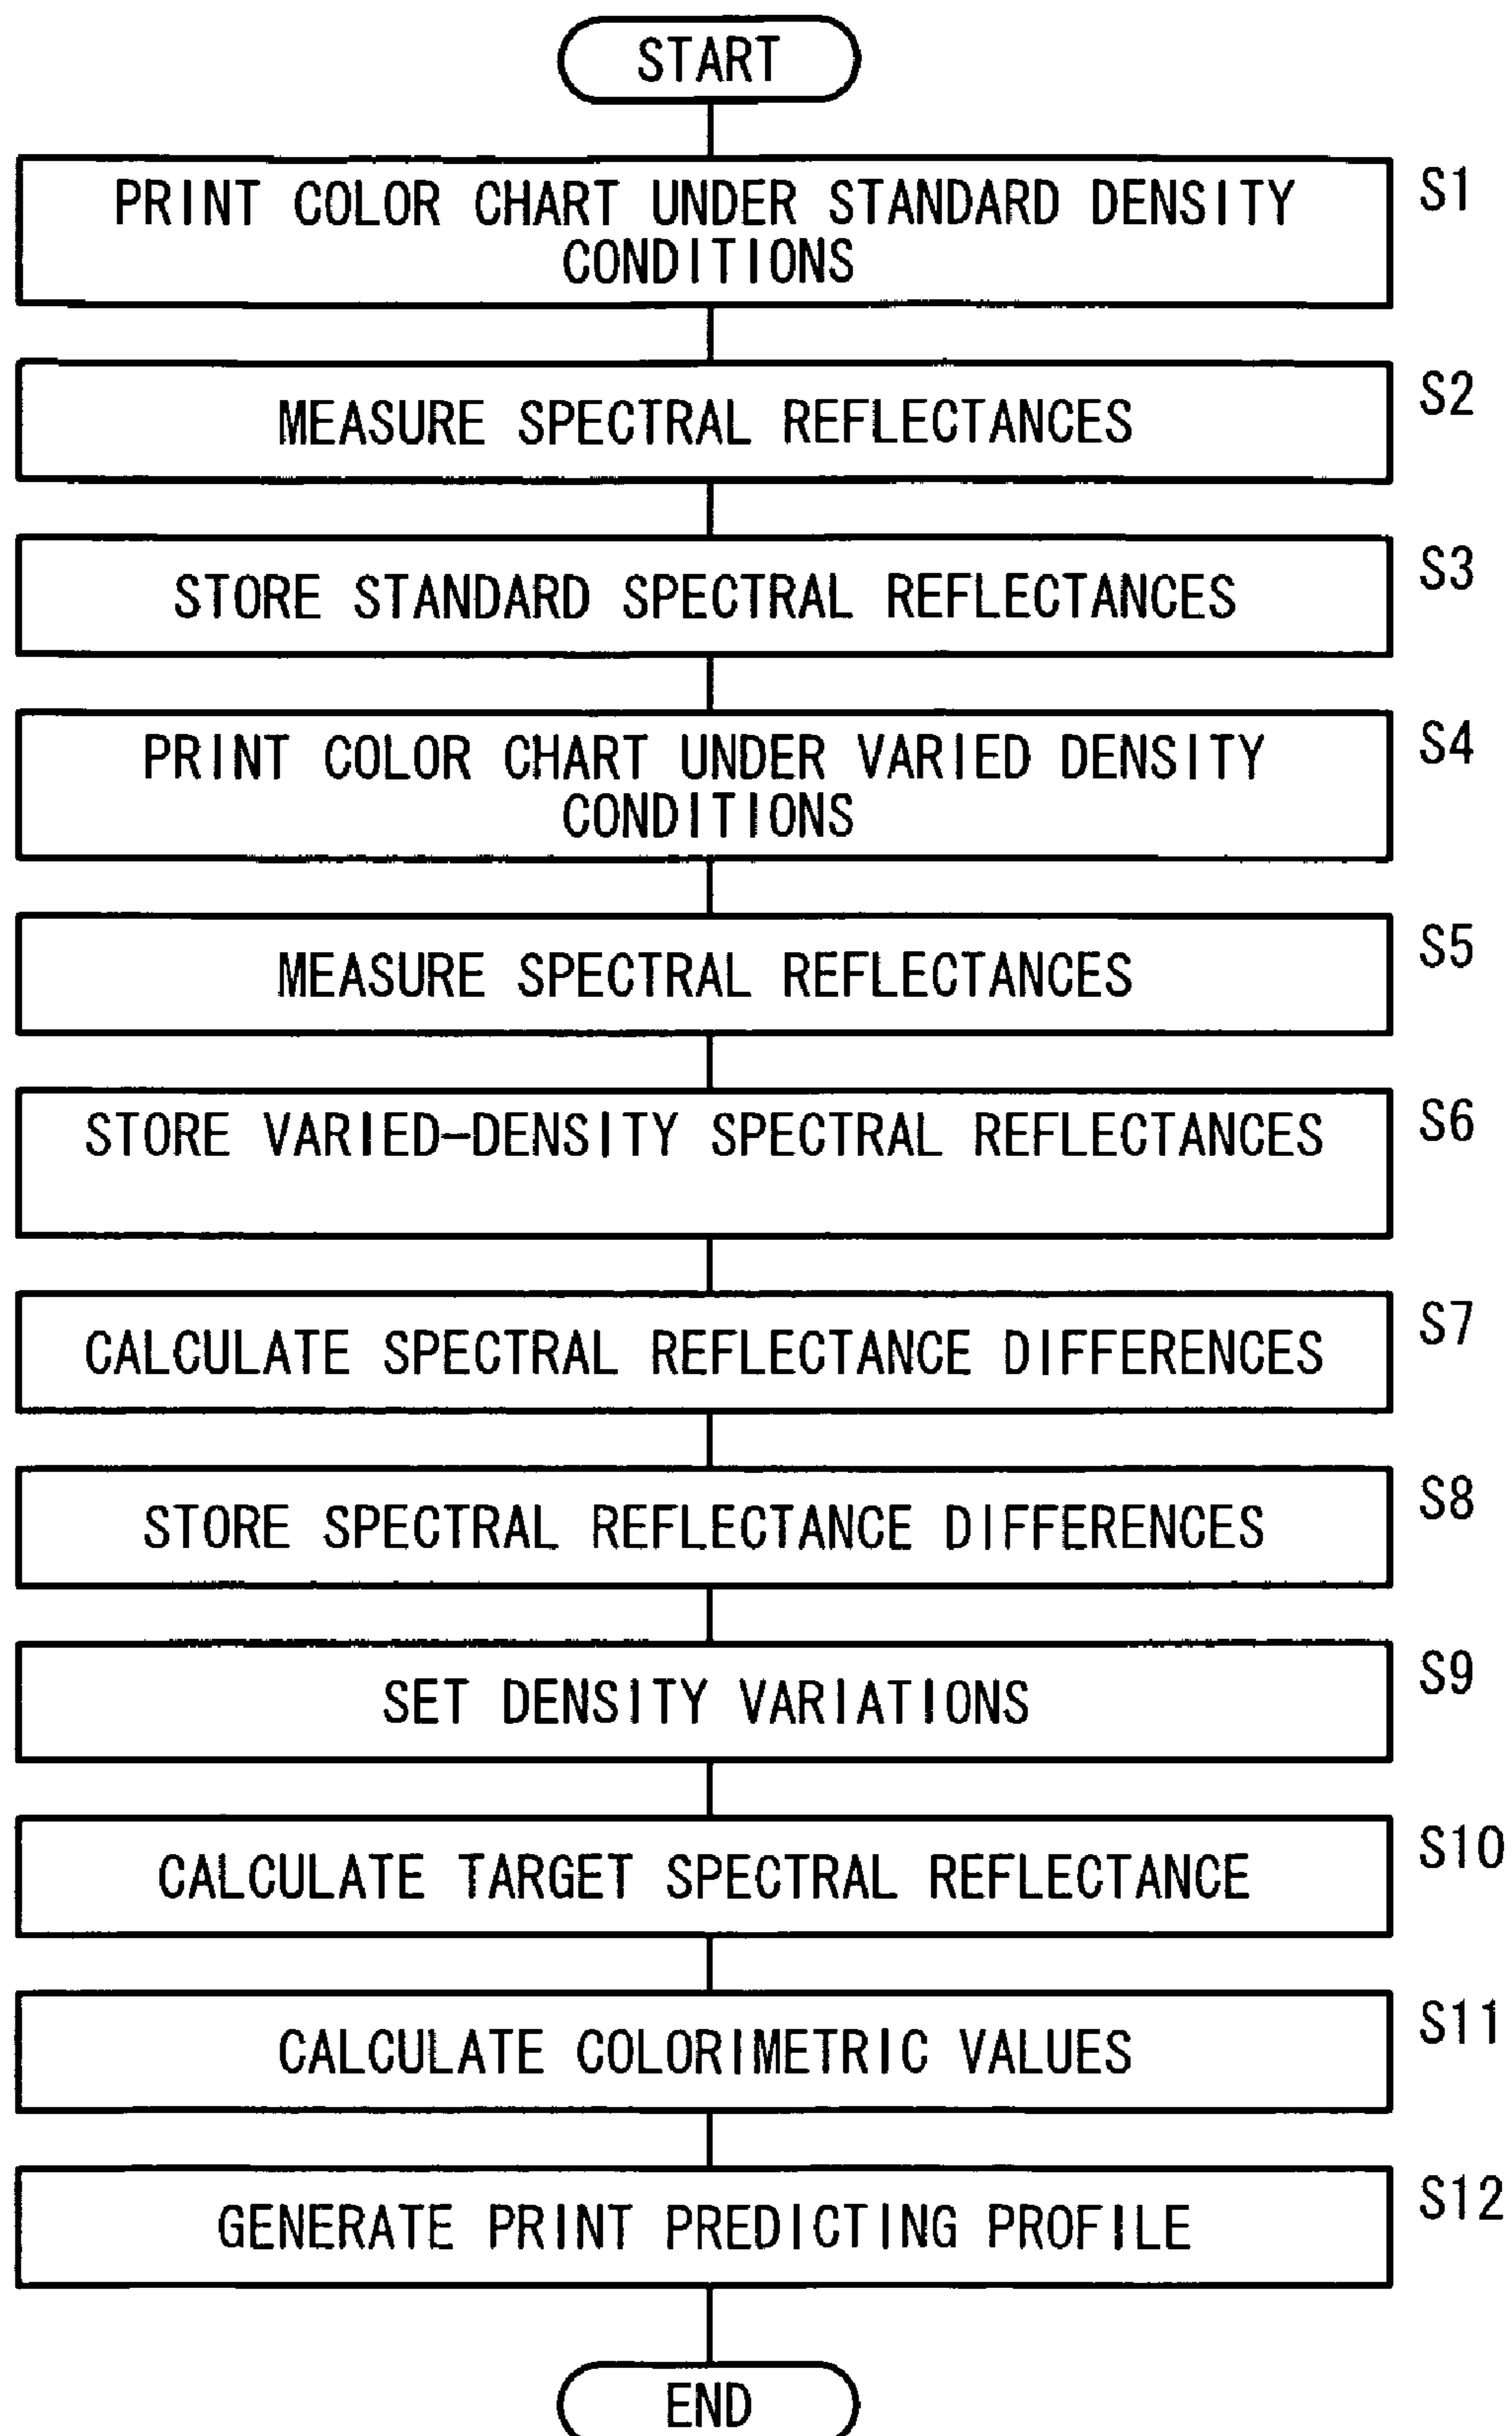 START
PRINT COLOR CHART UNDER STANDARD DENSITY
CONDITIONS
S1
MEASURE SPECTRAL REFLECTANCES
S2
STORE STANDARD SPECTRAL REFLECTANCES
S3
PRINT COLOR CHART UNDER VARIED DENSITY
CONDITIONS
S4
MEASURE SPECTRAL REFLECTANCES
S5
STORE VARIED-DENSITY SPECTRAL REFLECTANCES
S6
CALCULATE SPECTRAL REFLECTANCE DIFFERENCES
S7
STORE SPECTRAL REFLECTANCE DIFFERENCES
S8
SET DENSITY VARIATIONS
S9
CALCULATE TARGET SPECTRAL REFLECTANCE
S10
CALCULATE COLORIMETRIC VALUES
S11
GENERATE PRINT PREDICTING PROFILE
S12
END